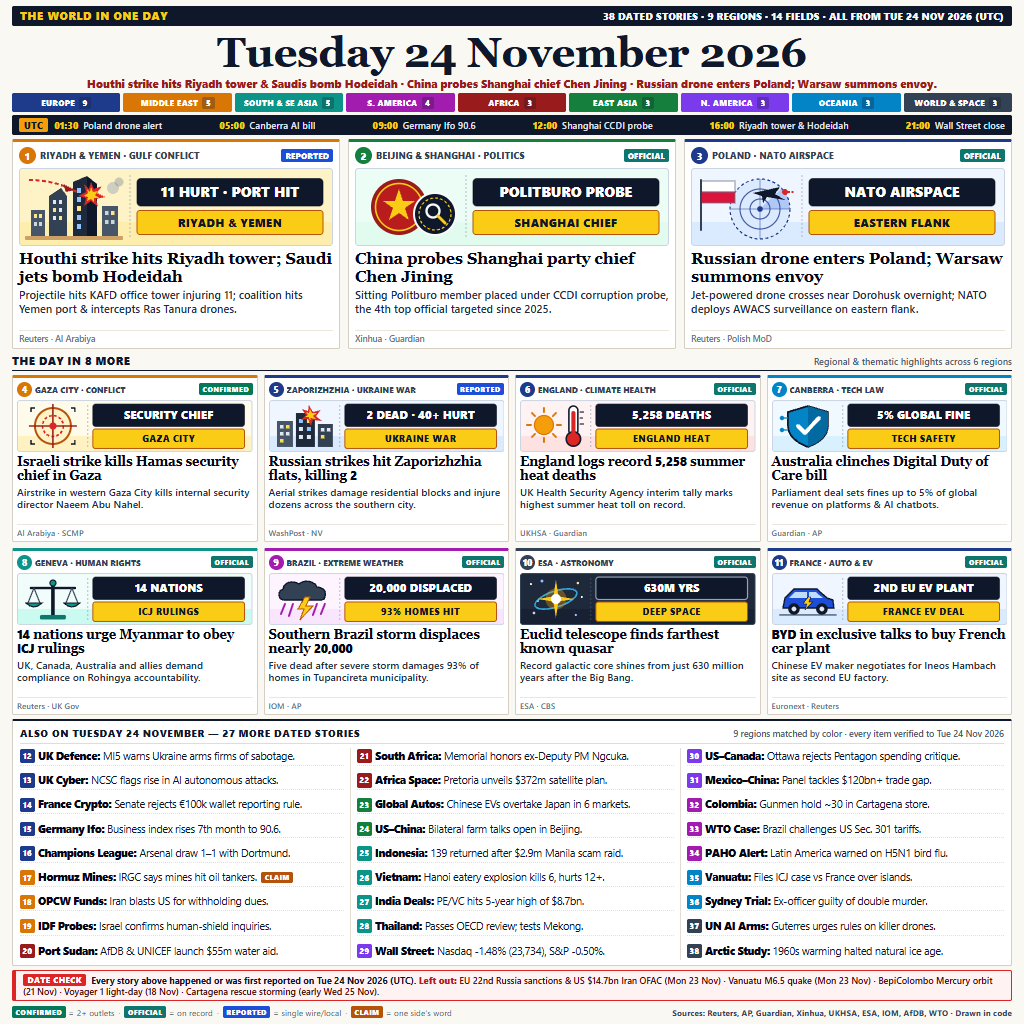 THE WORLD IN ONE DAY
38 DATED STORIES · 9 REGIONS · 14 FIELDS · ALL FROM TUE 24 NOV 2026 (UTC)
Tuesday 24 November 2026
Houthi strike hits Riyadh tower & Saudis bomb Hodeidah · China probes Shanghai chief Chen Jining · Russian drone enters Poland; Warsaw summons envoy.
EUROPE 9
MIDDLE EAST 5
SOUTH & SE ASIA 5
S. AMERICA 4
AFRICA 3
EAST ASIA 3
N. AMERICA 3
OCEANIA 3
WORLD & SPACE 3
UTC 01:30 Poland drone alert 05:00 Canberra AI bill 09:00 Germany Ifo 90.6 12:00 Shanghai CCDI probe 16:00 Riyadh tower & Hodeidah 21:00 Wall Street close
1 RIYADH & YEMEN · GULF CONFLICT REPORTED
11 HURT · PORT HIT
RIYADH & YEMEN
Houthi strike hits Riyadh tower; Saudi
jets bomb Hodeidah
Projectile hits KAFD office tower injuring 11; coalition hits
Yemen port & intercepts Ras Tanura drones.
Reuters · Al Arabiya
2 BEIJING & SHANGHAI · POLITICS OFFICIAL
POLITBURO PROBE
SHANGHAI CHIEF
China probes Shanghai party chief
Chen Jining
Sitting Politburo member placed under CCDI corruption probe,
the 4th top official targeted since 2025.
Xinhua · Guardian
3 POLAND · NATO AIRSPACE OFFICIAL
NATO AIRSPACE
EASTERN FLANK
Russian drone enters Poland; Warsaw
summons envoy
Jet-powered drone crosses near Dorohusk overnight; NATO
deploys AWACS surveillance on eastern flank.
Reuters · Polish MoD
THE DAY IN 8 MORE
Regional & thematic highlights across 6 regions
4 GAZA CITY · CONFLICT CONFIRMED
SECURITY CHIEF
GAZA CITY
Israeli strike kills Hamas security
chief in Gaza
Airstrike in western Gaza City kills internal security
director Naeem Abu Nahel.
Al Arabiya · SCMP
5 ZAPORIZHZHIA · UKRAINE WAR REPORTED
2 DEAD · 40+ HURT
UKRAINE WAR
Russian strikes hit Zaporizhzhia
flats, killing 2
Aerial strikes damage residential blocks and injure
dozens across the southern city.
WashPost · NV
6 ENGLAND · CLIMATE HEALTH OFFICIAL
5,258 DEATHS
ENGLAND HEAT
England logs record 5,258 summer
heat deaths
UK Health Security Agency interim tally marks
highest summer heat toll on record.
UKHSA · Guardian
7 CANBERRA · TECH LAW OFFICIAL
5% GLOBAL FINE
TECH SAFETY
Australia clinches Digital Duty of
Care bill
Parliament deal sets fines up to 5% of global
revenue on platforms & AI chatbots.
Guardian · AP
8 GENEVA · HUMAN RIGHTS OFFICIAL
14 NATIONS
ICJ RULINGS
14 nations urge Myanmar to obey
ICJ rulings
UK, Canada, Australia and allies demand
compliance on Rohingya accountability.
Reuters · UK Gov
9 BRAZIL · EXTREME WEATHER OFFICIAL
20,000 DISPLACED
93% HOMES HIT
Southern Brazil storm displaces
nearly 20,000
Five dead after severe storm damages 93% of
homes in Tupancireta municipality.
IOM · AP
10 ESA · ASTRONOMY OFFICIAL
630M YRS
DEEP SPACE
Euclid telescope finds farthest
known quasar
Record galactic core shines from just 630 million
years after the Big Bang.
ESA · CBS
11 FRANCE · AUTO & EV OFFICIAL
2ND EU EV PLANT
FRANCE EV DEAL
BYD in exclusive talks to buy French
car plant
Chinese EV maker negotiates for Ineos Hambach
site as second EU factory.
Euronext · Reuters
ALSO ON TUESDAY 24 NOVEMBER — 27 MORE DATED STORIES
9 regions matched by color · every item verified to Tue 24 Nov 2026
12 UK Defence: MI5 warns Ukraine arms firms of sabotage.
13 UK Cyber: NCSC flags rise in AI autonomous attacks.
14 France Crypto: Senate rejects €100k wallet reporting rule.
15 Germany Ifo: Business index rises 7th month to 90.6.
16 Champions League: Arsenal draw 1–1 with Dortmund.
17 Hormuz Mines: IRGC says mines hit oil tankers. CLAIM
18 OPCW Funds: Iran blasts US for withholding dues.
19 IDF Probes: Israel confirms human-shield inquiries.
20 Port Sudan: AfDB & UNICEF launch $55m water aid.
21 South Africa: Memorial honors ex-Deputy PM Ngcuka.
22 Africa Space: Pretoria unveils $372m satellite plan.
23 Global Autos: Chinese EVs overtake Japan in 6 markets.
24 US–China: Bilateral farm talks open in Beijing.
25 Indonesia: 139 returned after $2.9m Manila scam raid.
26 Vietnam: Hanoi eatery explosion kills 6, hurts 12+.
27 India Deals: PE/VC hits 5-year high of $8.7bn.
28 Thailand: Passes OECD review; tests Mekong.
29 Wall Street: Nasdaq -1.48% (23,734), S&P -0.50%.
30 US–Canada: Ottawa rejects Pentagon spending critique.
31 Mexico–China: Panel tackles $120bn+ trade gap.
32 Colombia: Gunmen hold ~30 in Cartagena store.
33 WTO Case: Brazil challenges US Sec. 301 tariffs.
34 PAHO Alert: Latin America warned on H5N1 bird flu.
35 Vanuatu: Files ICJ case vs France over islands.
36 Sydney Trial: Ex-officer guilty of double murder.
37 UN AI Arms: Guterres urges rules on killer drones.
38 Arctic Study: 1960s warming halted natural ice age.
DATE CHECK Every story above happened or was first reported on Tue 24 Nov 2026 (UTC). Left out: EU 22nd Russia sanctions & US $14.7bn Iran OFAC (Mon 23 Nov) · Vanuatu M6.5 quake (Mon 23 Nov) · BepiColombo Mercury orbit
(21 Nov) · Voyager 1 light-day (18 Nov) · Cartagena rescue storming (early Wed 25 Nov).
CONFIRMED = 2+ outlets · OFFICIAL = on record · REPORTED = single wire/local · CLAIM = one side's word
Sources: Reuters, AP, Guardian, Xinhua, UKHSA, ESA, IOM, AfDB, WTO · Drawn in code